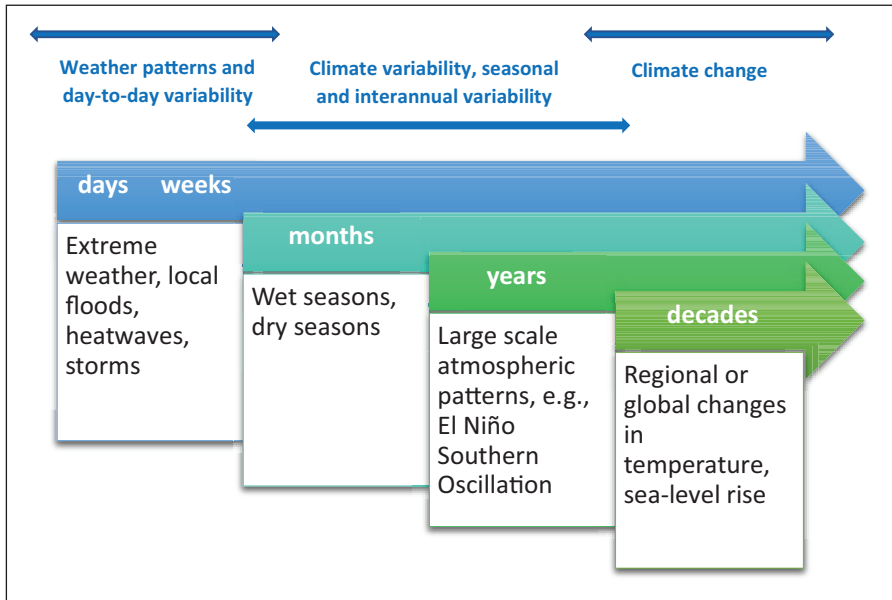 Weather patterns and
day-to-day variability
Climate variability, seasonal
and interannual variability
Climate change
days weeks
Extreme
weather, local
floods,
heatwaves,
storms
months
Wet seasons,
dry seasons
years
Large scale
atmospheric
patterns, e.g.,
El Niño
Southern
Oscillation
decades
Regional or
global changes
in
temperature,
sea-level rise